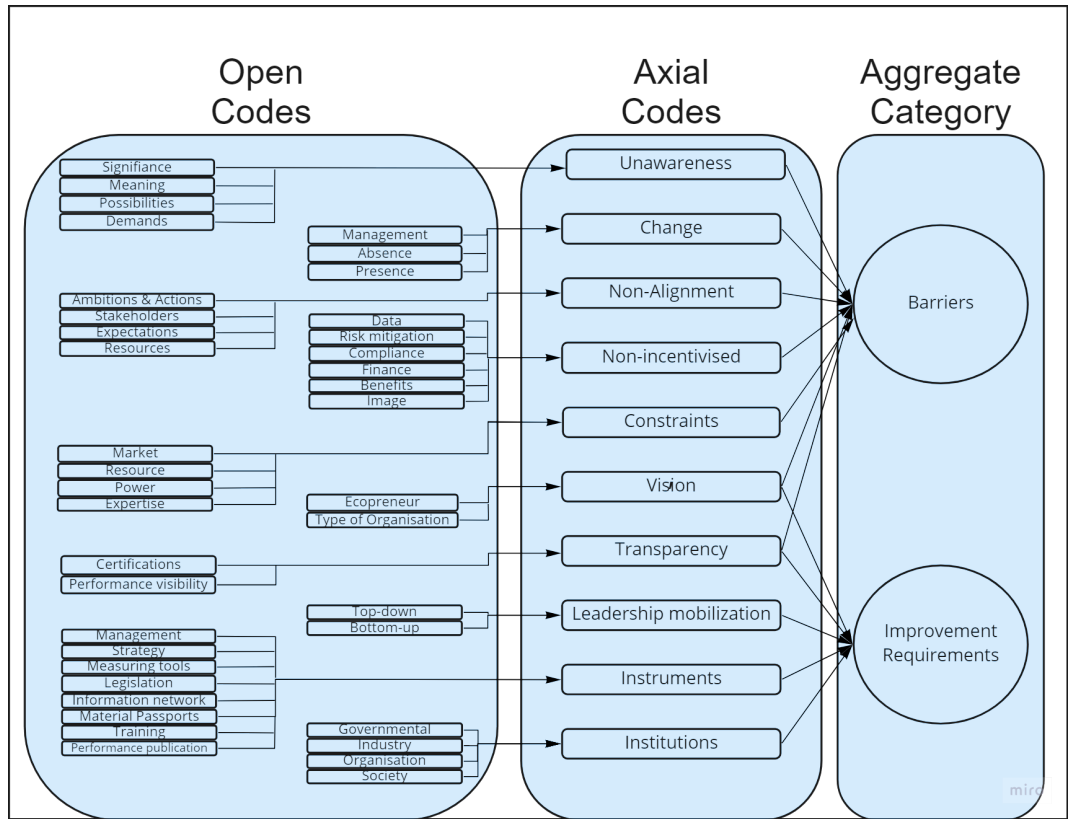 Open
Codes
Axial
Codes
Aggregate
Category
Signifiance
Meaning
Possibilities
Demands
Management
Absence
Presence
Ambitions & Actions
Stakeholders
Expectations
Resources
Data
Risk mitigation
Compliance
Finance
Benefits
Image
Market
Resource
Power
Expertise
Ecopreneur
Type of Organisation
Certifications
Performance visibility
Top-down
Bottom-up
Management
Strategy
Measuring tools
Legislation
Information network
Material Passports
Training
Performance publication
Governmental
Industry
Organisation
Society
Unawareness
Change
Non-Alignment
Non-incentivised
Constraints
Vision
Transparency
Leadership mobilization
Instruments
Institutions
Barriers
Improvement
Requirements
miro